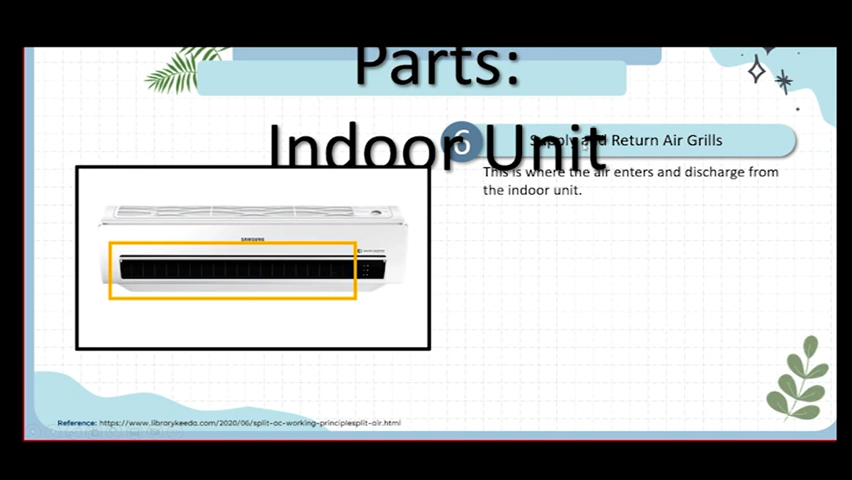 Parts:
Indoor Unit
6
Supply and Return Air Grills
This is where the air enters and discharge from
the indoor unit.
SAMSUNG
Reference: https://www.librarykeeda.com/2020/06/split-ac-working-principlesplit-air.html